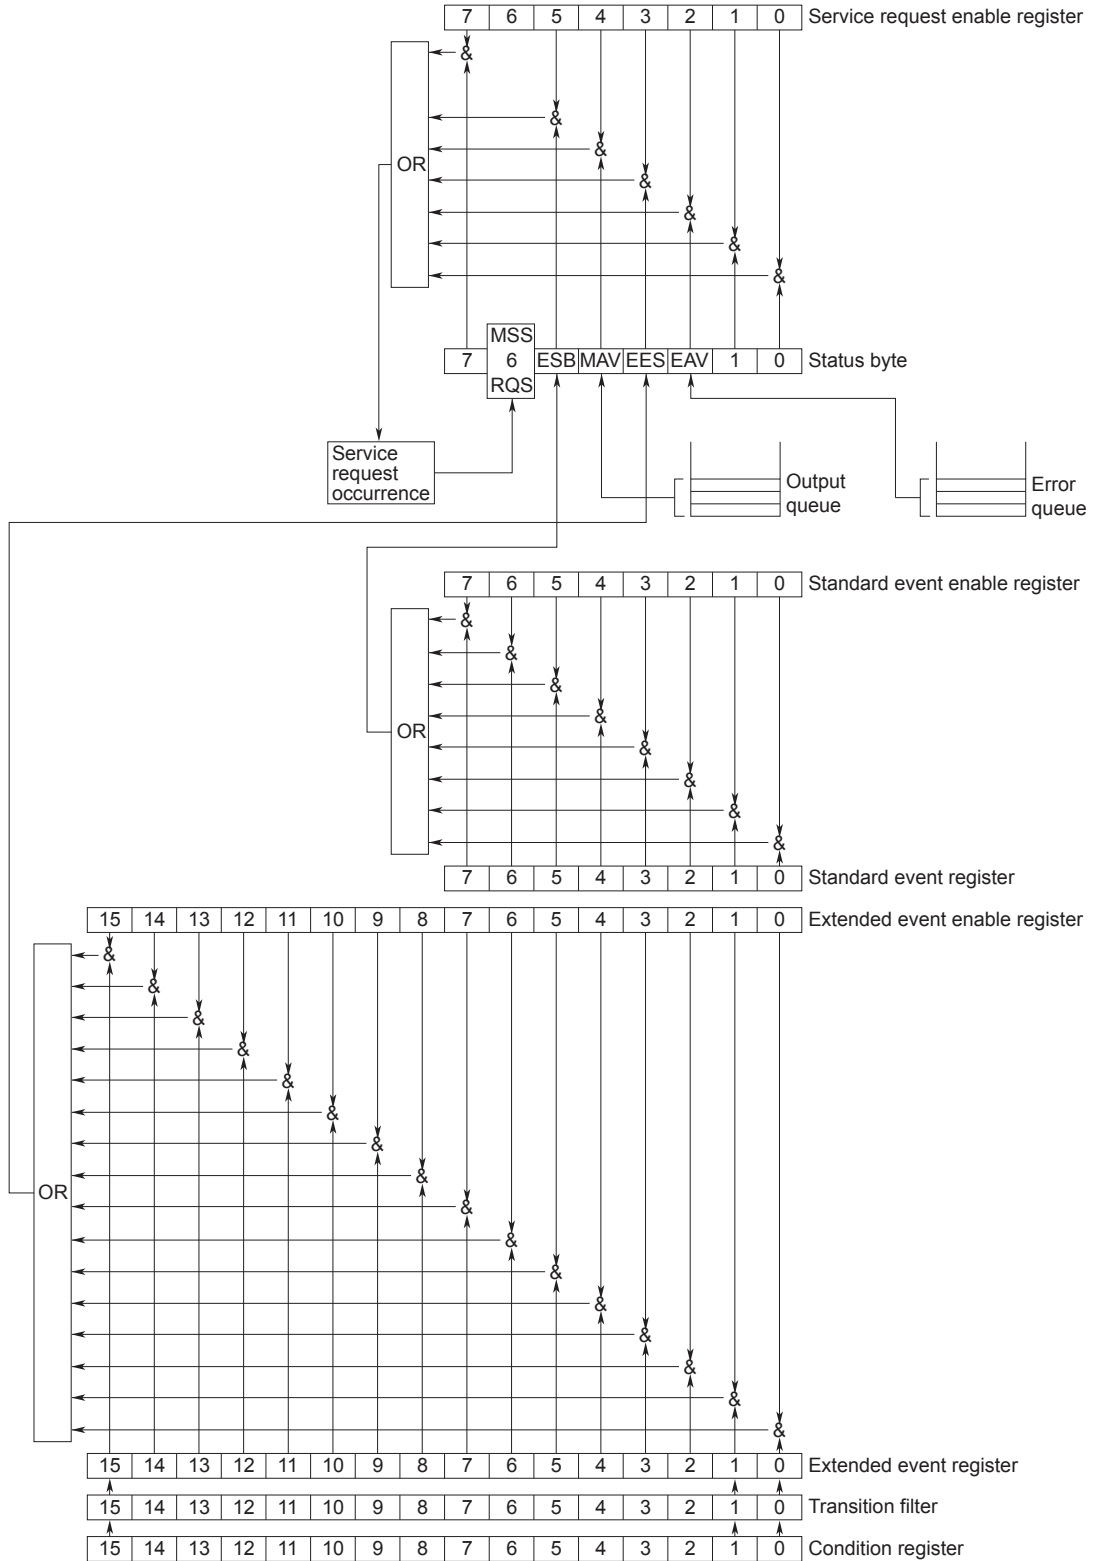 7 6 5 4 3 2 1 0 Service request enable register
&
&
&
OR
&
&
&
&
MSS
7 6 ESB MAV EES EAV 1 0 Status byte
RQS
Service
request
occurrence
Output
queue
Error
queue
7 6 5 4 3 2 1 0 Standard event enable register
&
&
&
&
OR
&
&
&
&
7 6 5 4 3 2 1 0 Standard event register
15 14 13 12 11 10 9 8 7 6 5 4 3 2 1 0 Extended event enable register
&
&
&
&
&
&
&
&
OR
&
&
&
&
&
&
&
&
15 14 13 12 11 10 9 8 7 6 5 4 3 2 1 0 Extended event register
15 14 13 12 11 10 9 8 7 6 5 4 3 2 1 0 Transition filter
15 14 13 12 11 10 9 8 7 6 5 4 3 2 1 0 Condition register